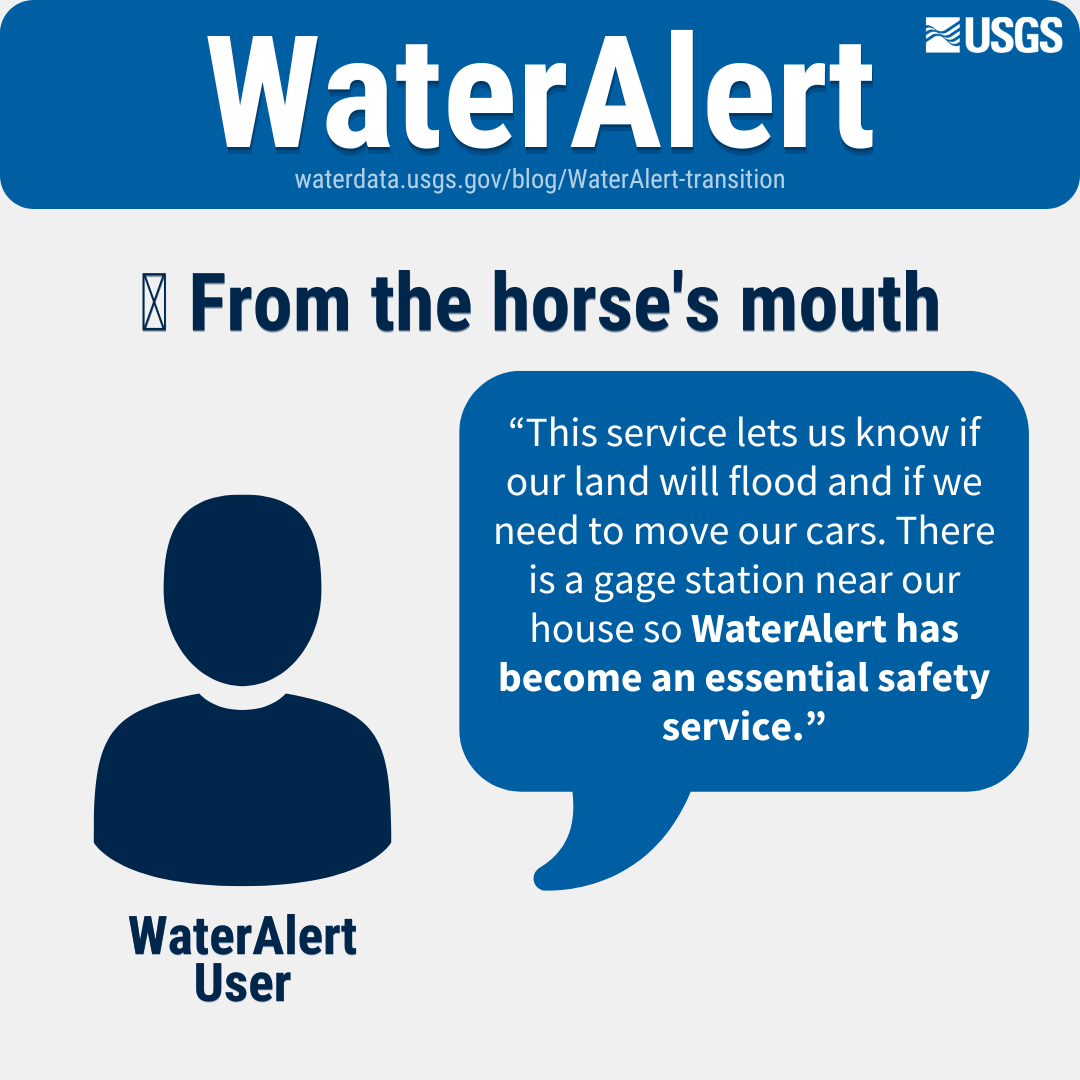 USGS
WaterAlert
waterdata.usgs.gov/blog/WaterAlert-transition
From the horse's mouth
“This service lets us know if
our land will flood and if we
need to move our cars. There
is a gage station near our
house so WaterAlert has
become an essential safety
service.”
WaterAlert
User